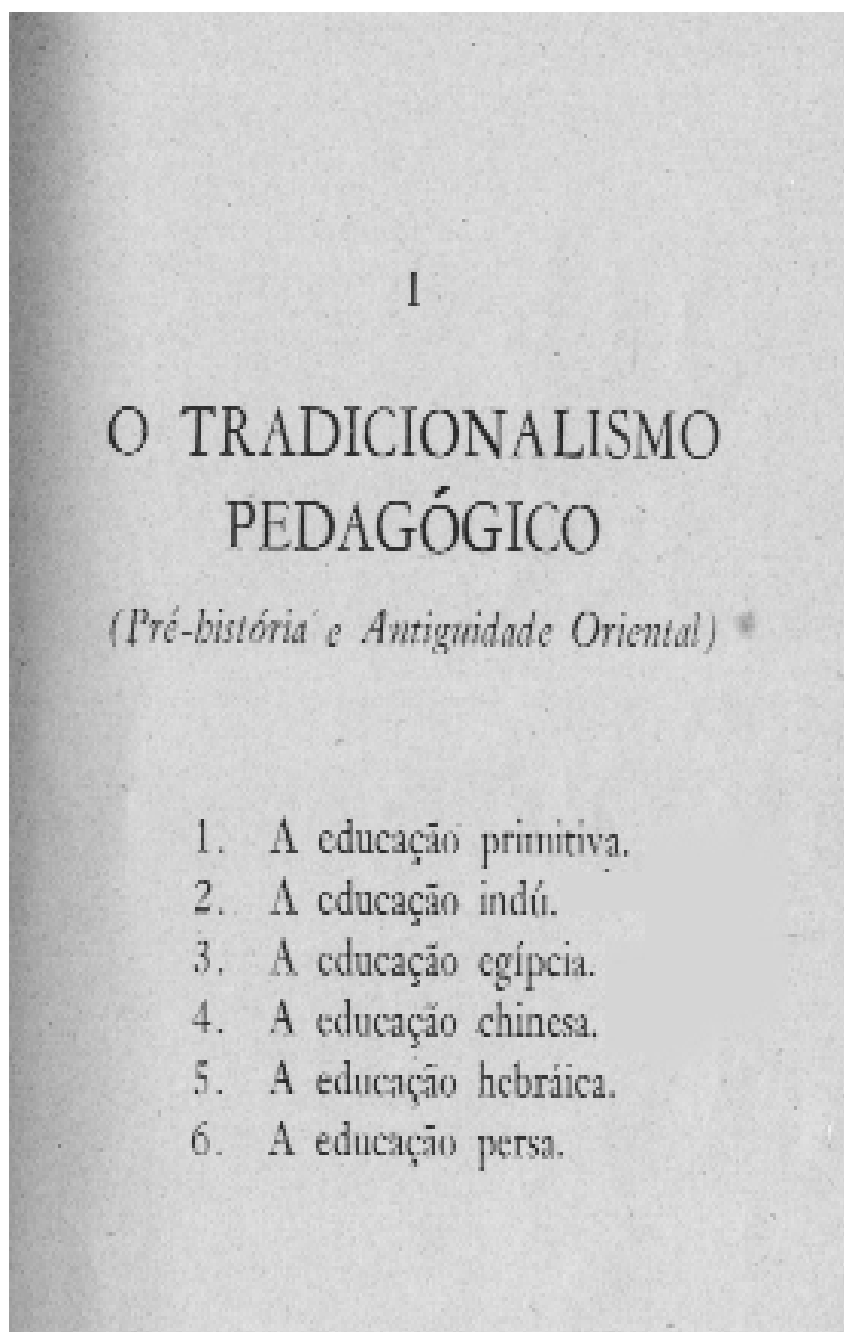 I
O TRADICIONALISMO
PEDAGÓGICO
(Pré-história e Antiguidade Oriental)
1. A educação primitiva.
2. A educação indú.
3. A educação egípcia.
4. A educação chinesa.
5. A educação hebráica.
6. A educação persa.